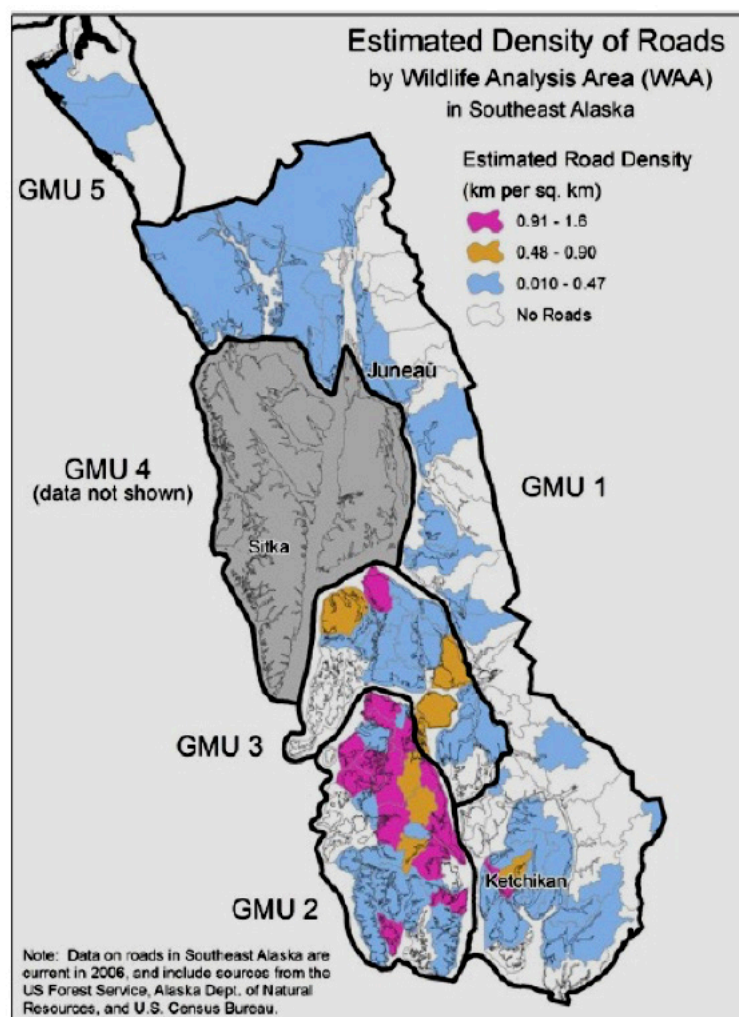 Estimated Density of Roads
by Wildlife Analysis Area (WAA)
in Southeast Alaska
Estimated Road Density
(km per sq. km)
0.91 - 1.6
0.48 - 0.90
0.010 - 0.47
No Roads
GMU 5
Juneau
GMU 4
(data not shown)
GMU 1
Sitka
GMU 3
Ketchikan
GMU 2
Note: Data on roads in Southeast Alaska are
current in 2006, and include sources from the
US Forest Service, Alaska Dept. of Natural
Resources, and U.S. Census Bureau.